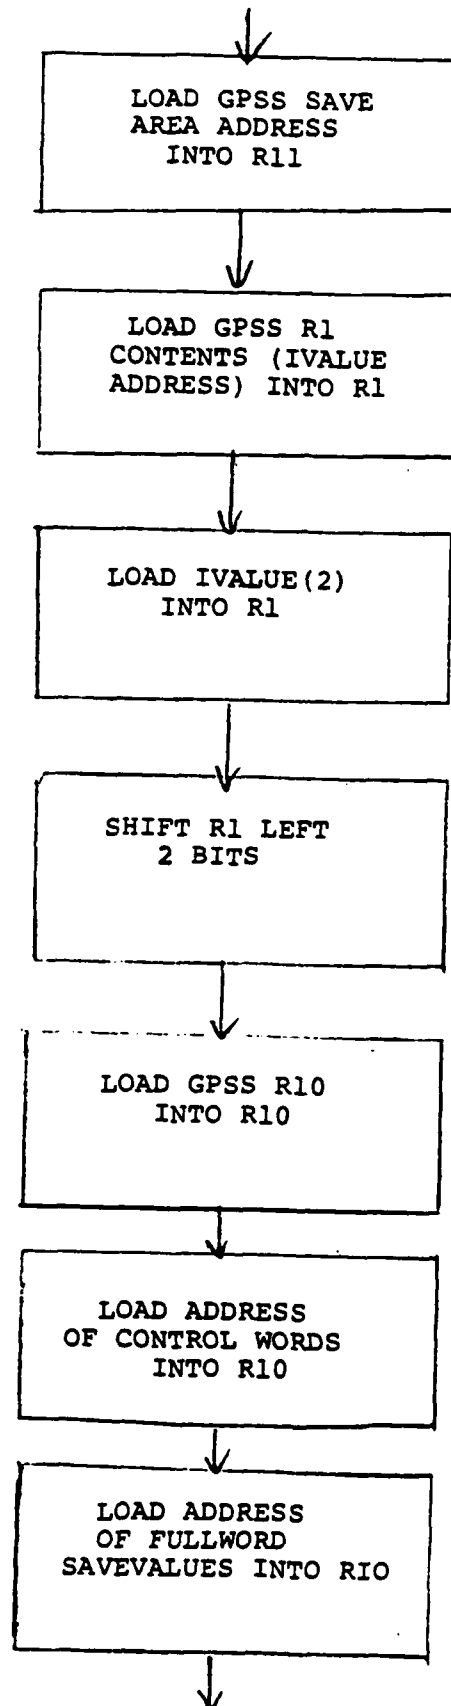 LOAD GPSS SAVE
AREA ADDRESS
INTO R11
LOAD GPSS R1
CONTENTS (IVALUE
ADDRESS) INTO R1
LOAD IVALUE(2)
INTO R1
SHIFT R1 LEFT
2 BITS
LOAD GPSS R10
INTO R10
LOAD ADDRESS
OF CONTROL WORDS
INTO R10
LOAD ADDRESS
OF FULLWORD
SAVEVALUES INTO RIO